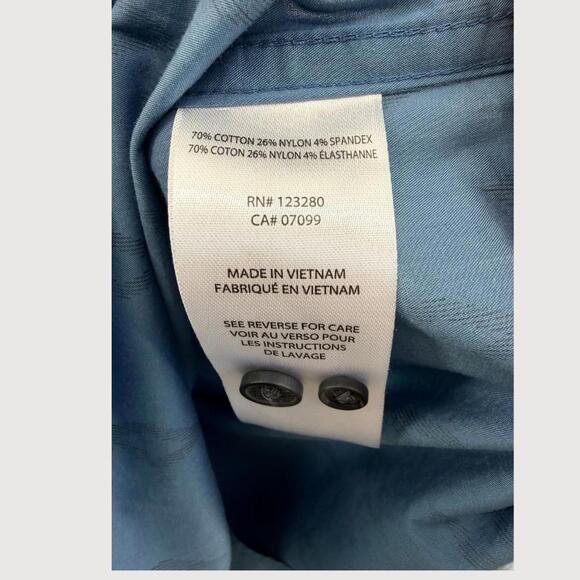 70% COTTON 26% NYLON 4% SPANDEX
70% COTON 26% NYLON 4% ÉLASTHANNE
RN# 123280
CA# 07099
MADE IN VIETNAM
FABRIQUÉ EN VIETNAM
SEE REVERSE FOR CARE
VOIR AU VERSO POUR
LES INSTRUCTIONS
DE LAVAGE